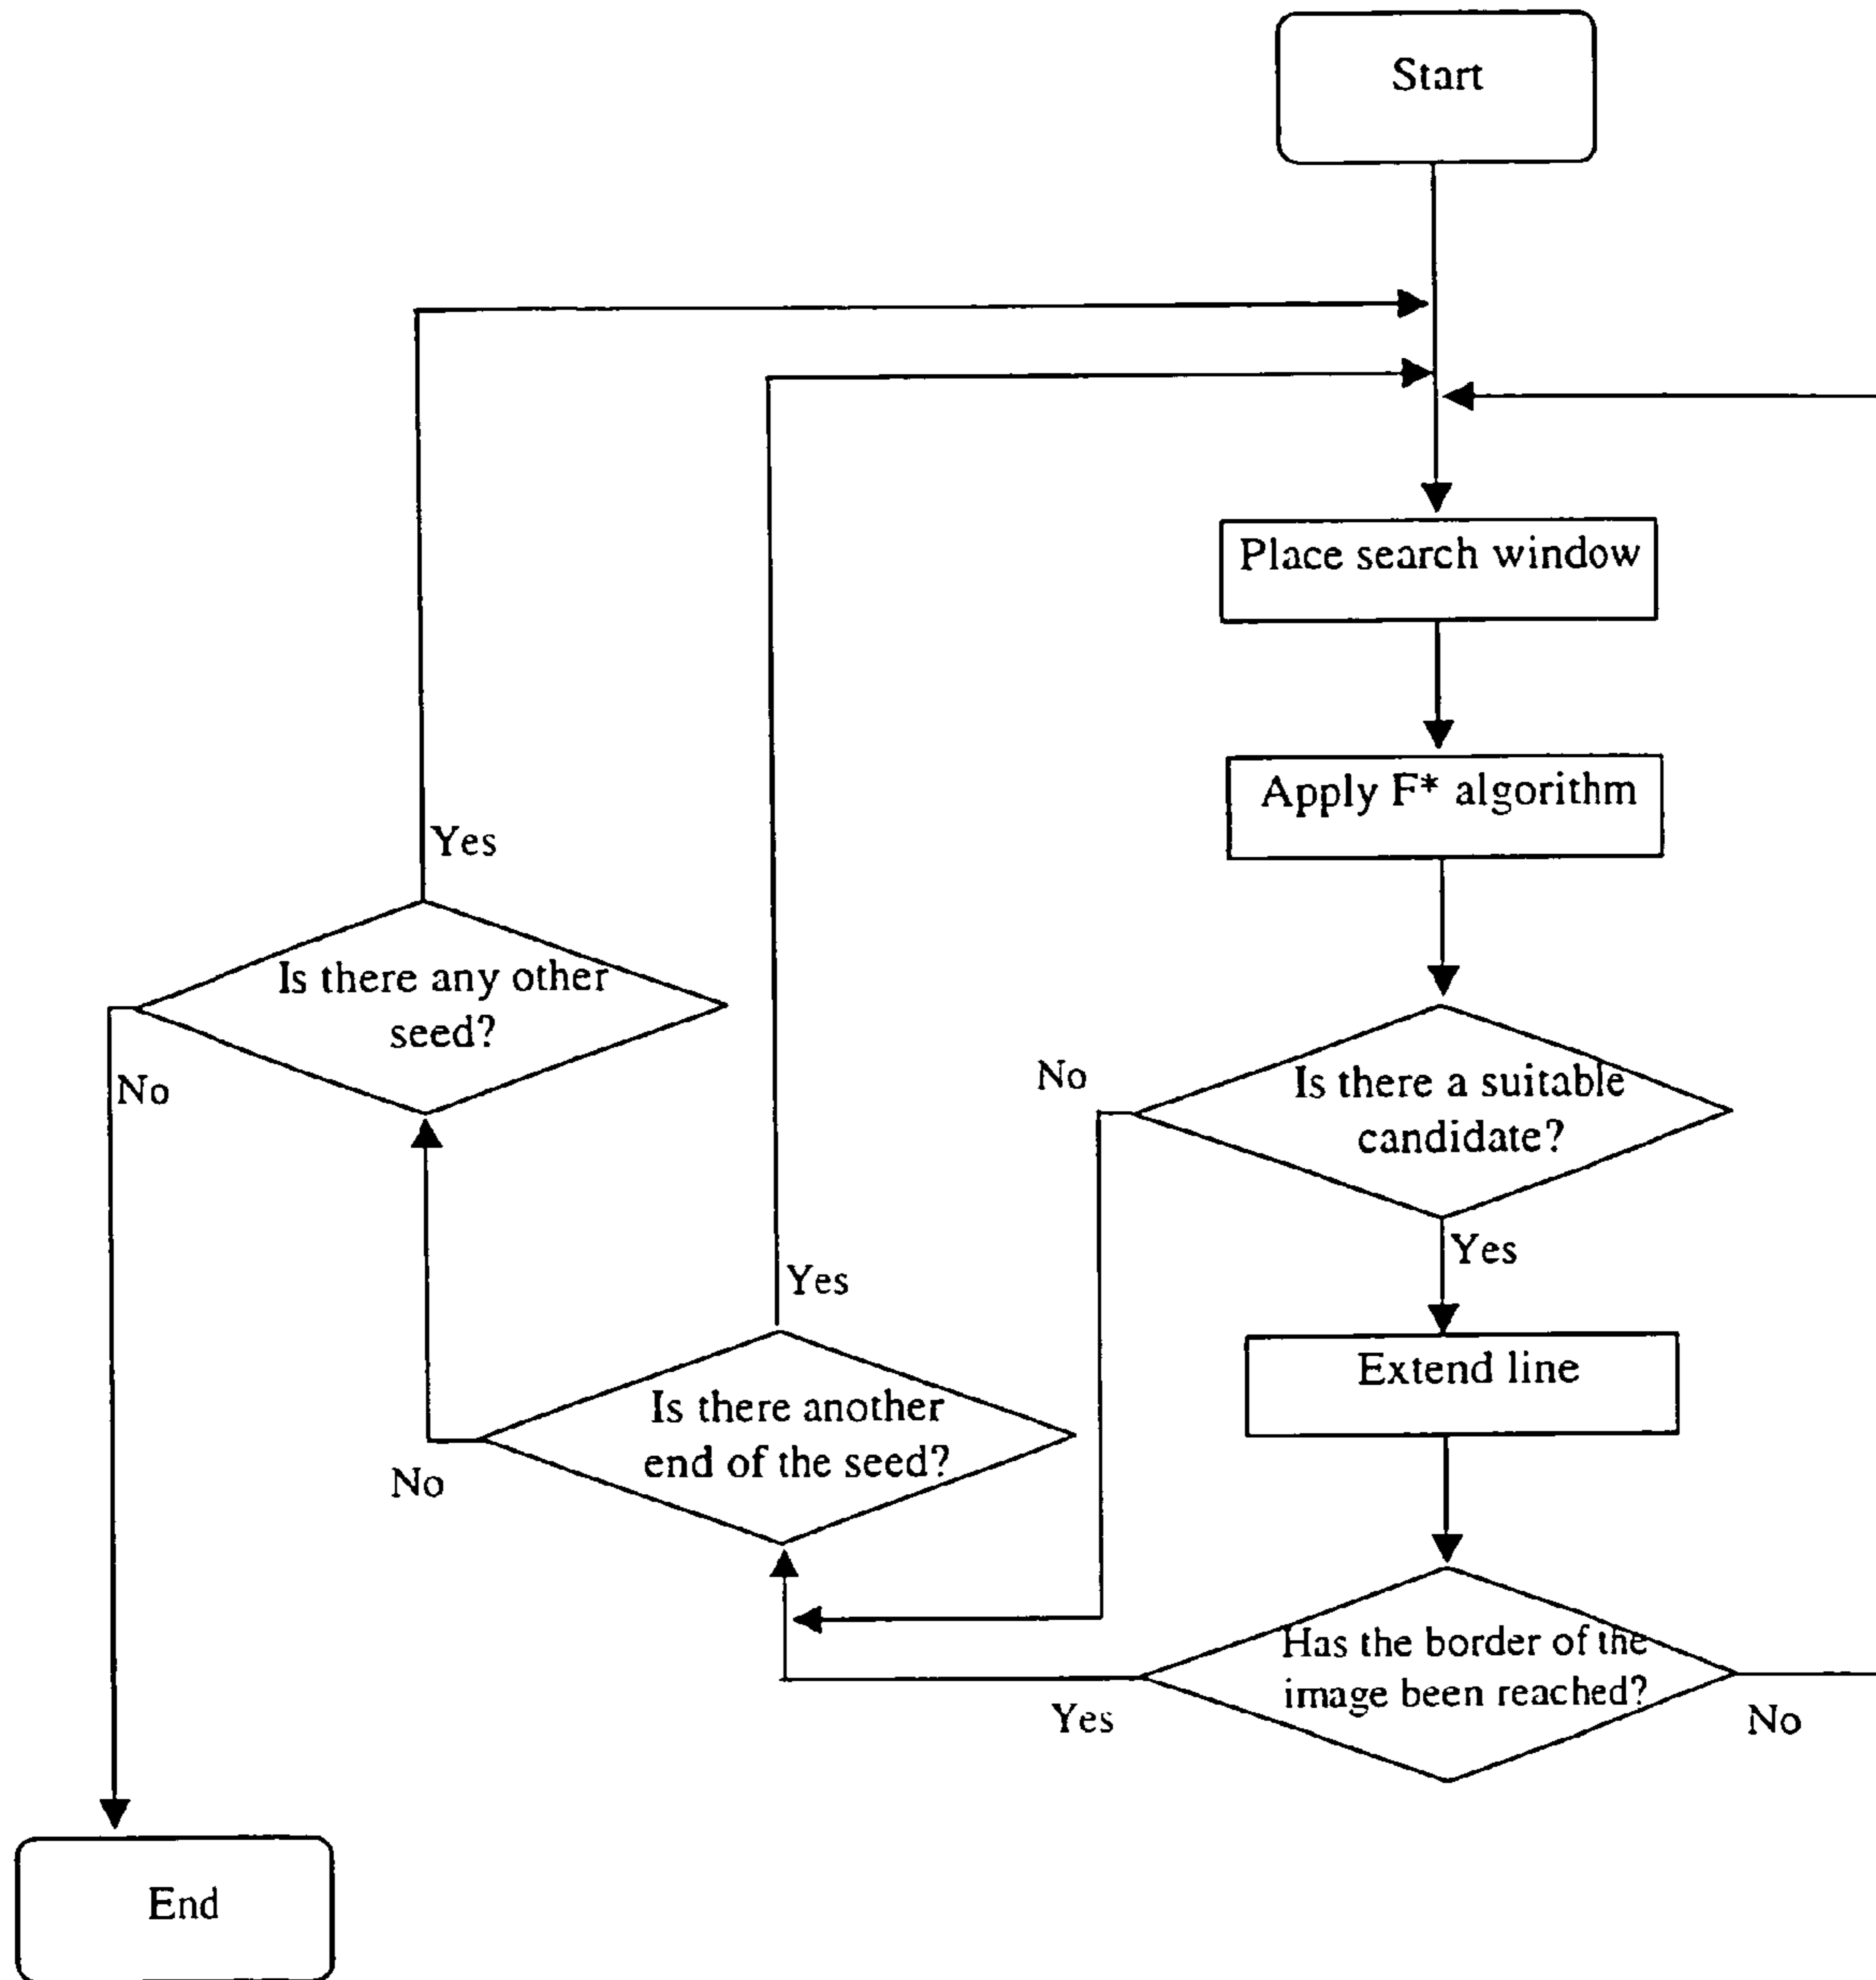 Start
Place search window
Apply F* algorithm
Yes
Is there any other
seed?
No
No
Is there a suitable
candidate?
Yes
Yes
Extend line
Is there another
end of the seed?
No
Has the border of the
image been reached?
Yes
No
End